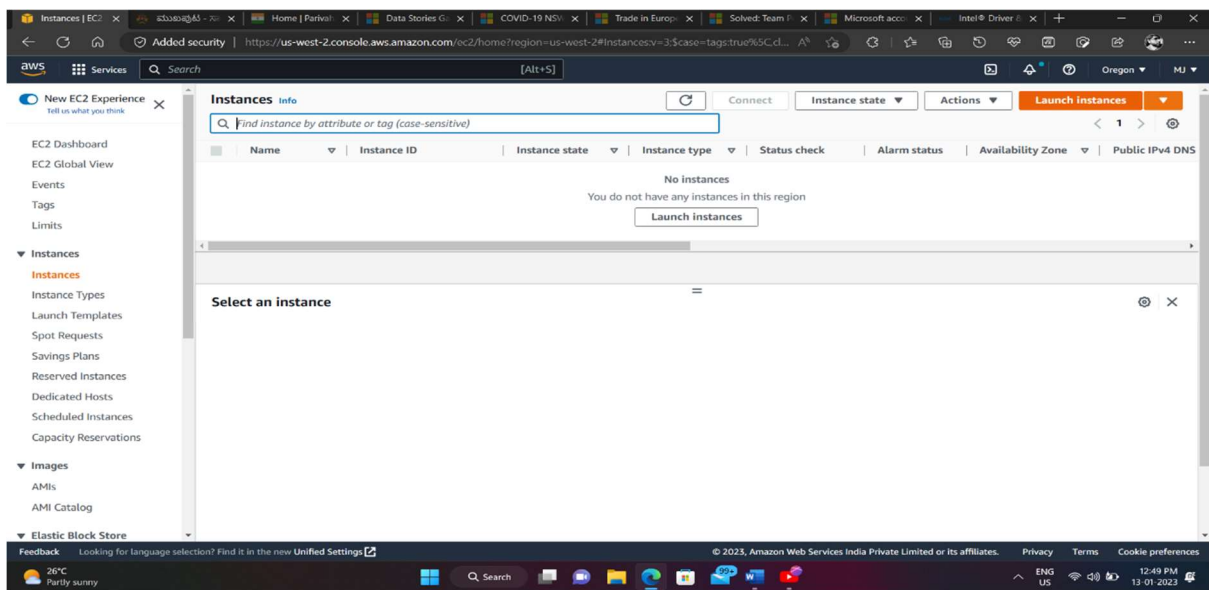 Instances | EC2
Home | Parivah
Data Stories Ga
COVID-19 NSW
Trade in Europ
Solved: Team P
Microsoft acco
Intel® Driver &
Added security
https://us-west-2.console.aws.amazon.com/ec2/home?region=us-west-2#Instances:v=3;$case=tags:true%5C,cl...
aws
Services
Search
[Alt+S]
Oregon ▼
MJ ▼
New EC2 Experience
Tell us what you think
EC2 Dashboard
EC2 Global View
Events
Tags
Limits
Instances
Instances
Instance Types
Launch Templates
Spot Requests
Savings Plans
Reserved Instances
Dedicated Hosts
Scheduled Instances
Capacity Reservations
Images
AMIs
AMI Catalog
Elastic Block Store
Instances Info
Connect
Instance state ▼
Actions ▼
Launch instances
Find instance by attribute or tag (case-sensitive)
1
Name
Instance ID
Instance state
Instance type
Status check
Alarm status
Availability Zone
Public IPv4 DNS
No instances
You do not have any instances in this region
Launch instances
Select an instance
Feedback
Looking for language selection? Find it in the new Unified Settings
© 2023, Amazon Web Services India Private Limited or its affiliates.
Privacy
Terms
Cookie preferences
26°C
Partly sunny
Search
99+
ENG
US
12:49 PM
13-01-2023